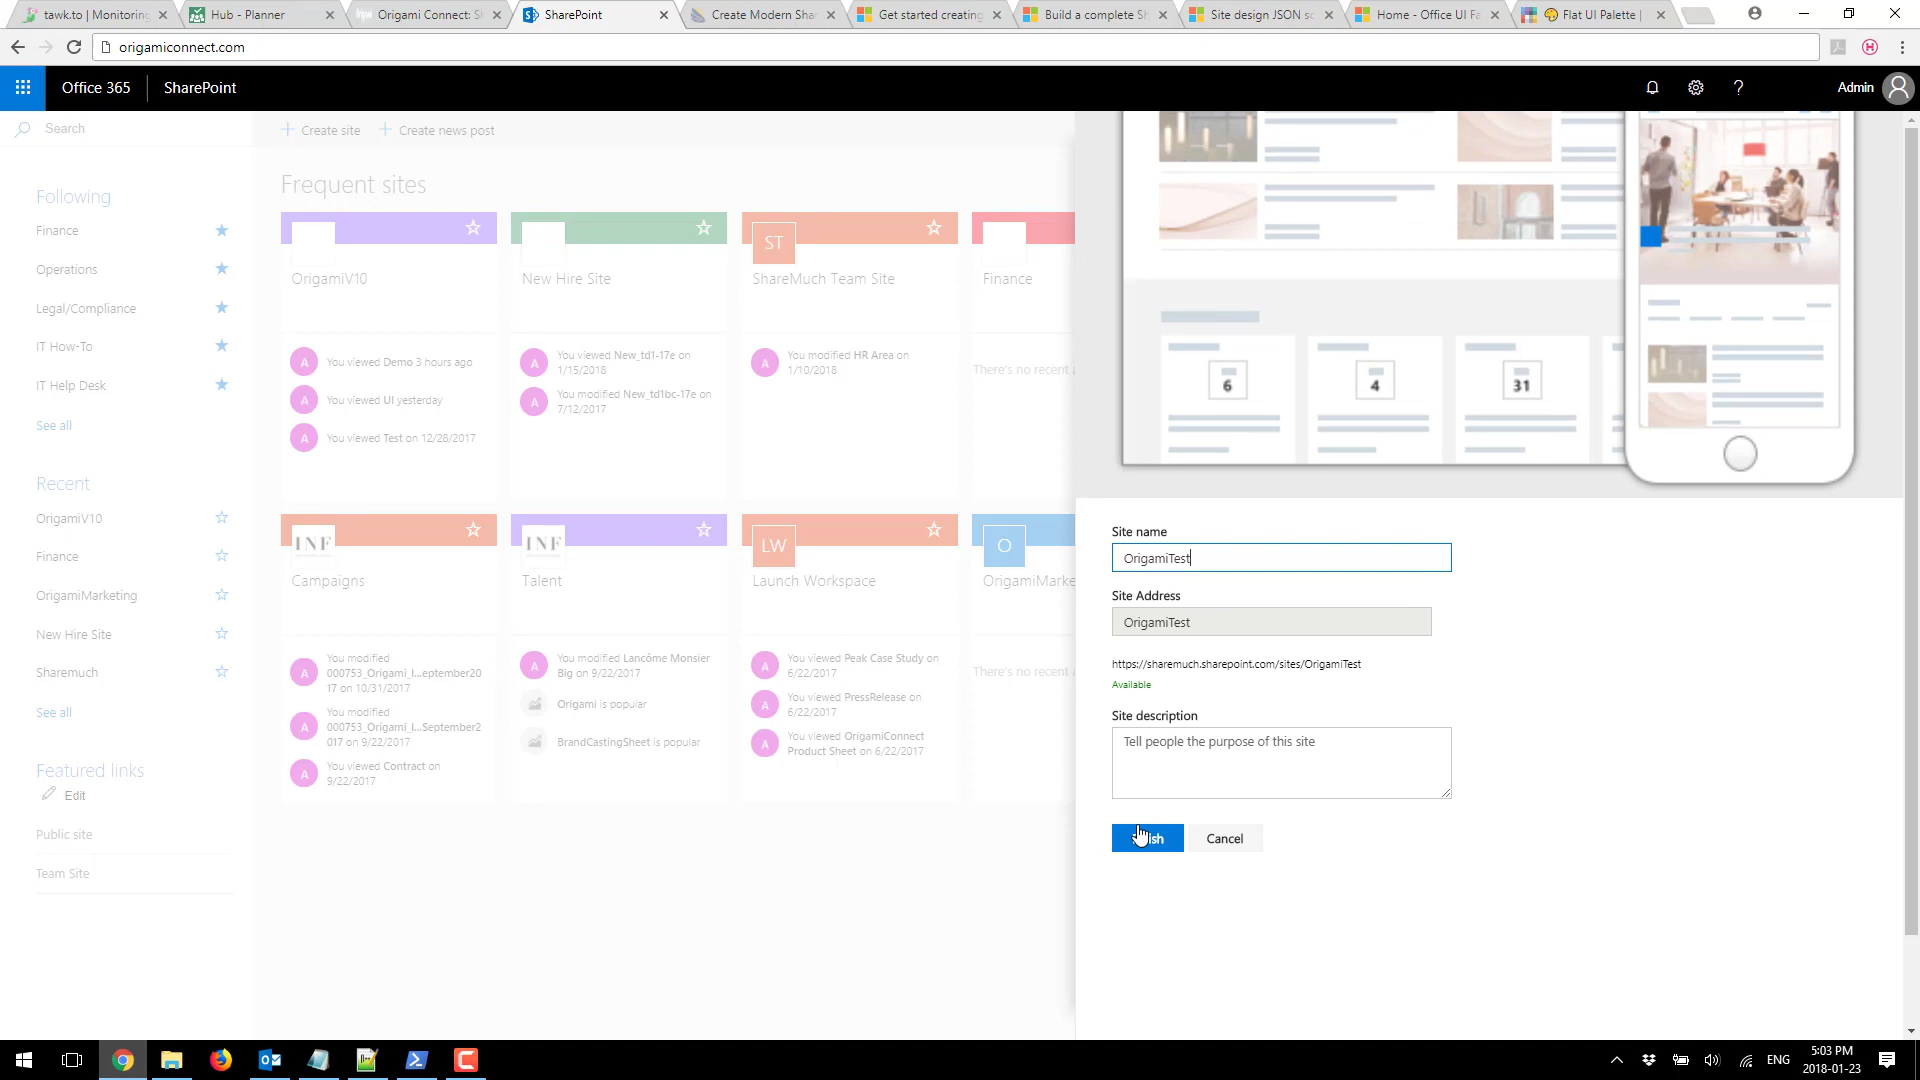 tawk.to | Monitoring
Hub - Planner
Origami Connect: S
SharePoint
Create Modern Sha
Get started creating
Build a complete S
Site design JSON sc
Home - Office UI Fa
Flat UI Palette |
origamiconnect.com
Office 365
SharePoint
Admin
Search
Create site
Create news post
Following
Finance
Operations
Legal/Compliance
IT How-To
IT Help Desk
See all
Recent
OrigamiV10
Finance
OrigamiMarketing
New Hire Site
Sharemuch
See all
Featured links
Edit
Public site
Team Site
Frequent sites
OrigamiV10
A
You viewed Demo 3 hours ago
A
You viewed UI yesterday
A
You viewed Test on 12/28/2017
New Hire Site
A
You viewed New_td1-17e on
1/15/2018
A
You modified New_td1bc-17e on
7/12/2017
ST
ShareMuch Team Site
A
You modified HR Area on
1/10/2018
Finance
There's no recent a
INF
Campaigns
A
You modified
000753_Origami_I...eptember20
17 on 10/31/2017
A
You modified
000753_Origami_I...September2
017 on 9/22/2017
A
You viewed Contract on
9/22/2017
INF
Talent
A
You modified Lancôme Monsier
Big on 9/22/2017
Origami is popular
BrandCastingSheet is popular
LW
Launch Workspace
A
You viewed Peak Case Study on
6/22/2017
A
You viewed PressRelease on
6/22/2017
A
You viewed OrigamiConnect
Product Sheet on 6/22/2017
O
OrigamiMarke
There's no recent a
6
4
31
Site name
OrigamiTest
Site Address
OrigamiTest
https://sharemuch.sharepoint.com/sites/OrigamiTest
Available
Site description
Tell people the purpose of this site
Cancel
ENG
5:03 PM
2018-01-23